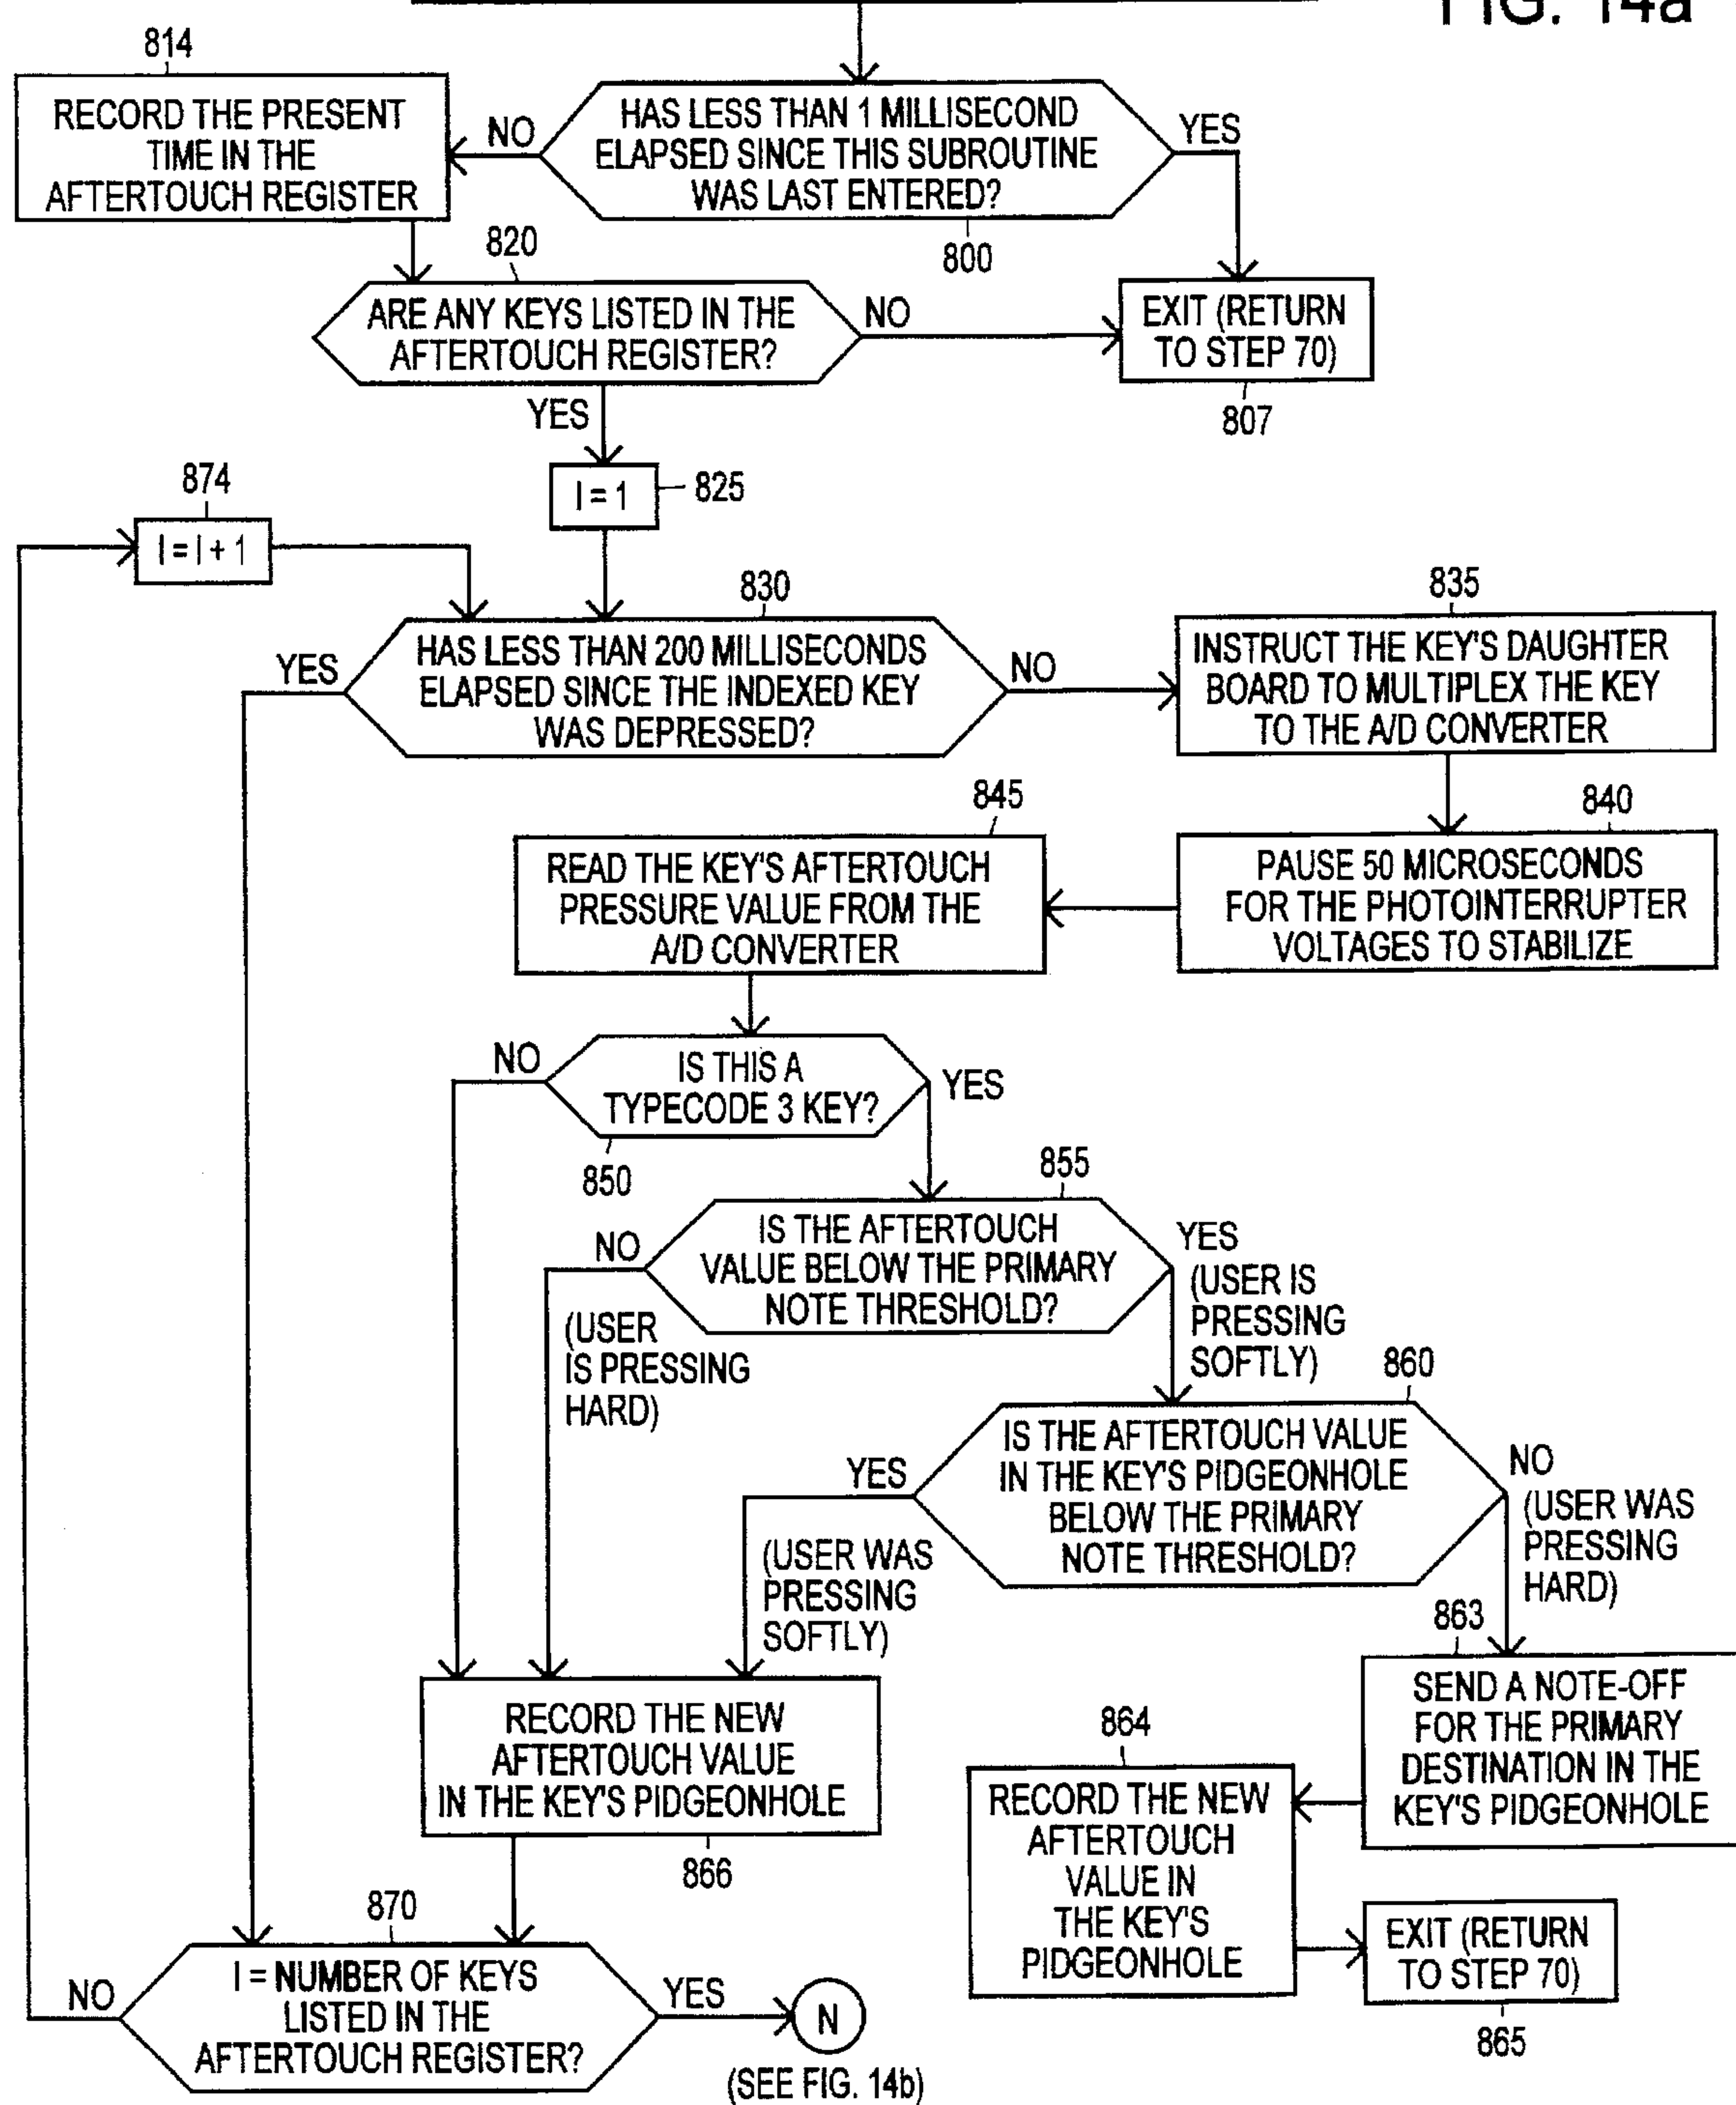 FIG. 14a
814
RECORD THE PRESENT
TIME IN THE
AFTERTOUCH REGISTER
NO
HAS LESS THAN 1 MILLISECOND
ELAPSED SINCE THIS SUBROUTINE
WAS LAST ENTERED?
YES
800
820
ARE ANY KEYS LISTED IN THE
AFTERTOUCH REGISTER?
NO
EXIT (RETURN
TO STEP 70)
807
YES
I = 1
825
874
I = I + 1
830
HAS LESS THAN 200 MILLISECONDS
ELAPSED SINCE THE INDEXED KEY
WAS DEPRESSED?
YES
NO
835
INSTRUCT THE KEY'S DAUGHTER
BOARD TO MULTIPLEX THE KEY
TO THE A/D CONVERTER
840
PAUSE 50 MICROSECONDS
FOR THE PHOTOINTERRUPTER
VOLTAGES TO STABILIZE
845
READ THE KEY'S AFTERTOUCH
PRESSURE VALUE FROM THE
A/D CONVERTER
NO
IS THIS A
TYPECODE 3 KEY?
YES
850
855
IS THE AFTERTOUCH
VALUE BELOW THE PRIMARY
NOTE THRESHOLD?
NO
(USER
IS PRESSING
HARD)
YES
(USER IS
PRESSING
SOFTLY)
860
IS THE AFTERTOUCH VALUE
IN THE KEY'S PIDGEONHOLE
BELOW THE PRIMARY
NOTE THRESHOLD?
YES
(USER WAS
PRESSING
SOFTLY)
NO
(USER WAS
PRESSING
HARD)
863
SEND A NOTE-OFF
FOR THE PRIMARY
DESTINATION IN THE
KEY'S PIDGEONHOLE
864
RECORD THE NEW
AFTERTOUCH
VALUE IN
THE KEY'S
PIDGEONHOLE
EXIT (RETURN
TO STEP 70)
865
RECORD THE NEW
AFTERTOUCH VALUE
IN THE KEY'S PIDGEONHOLE
866
870
I = NUMBER OF KEYS
LISTED IN THE
AFTERTOUCH REGISTER?
NO
YES
N
(SEE FIG. 14b)